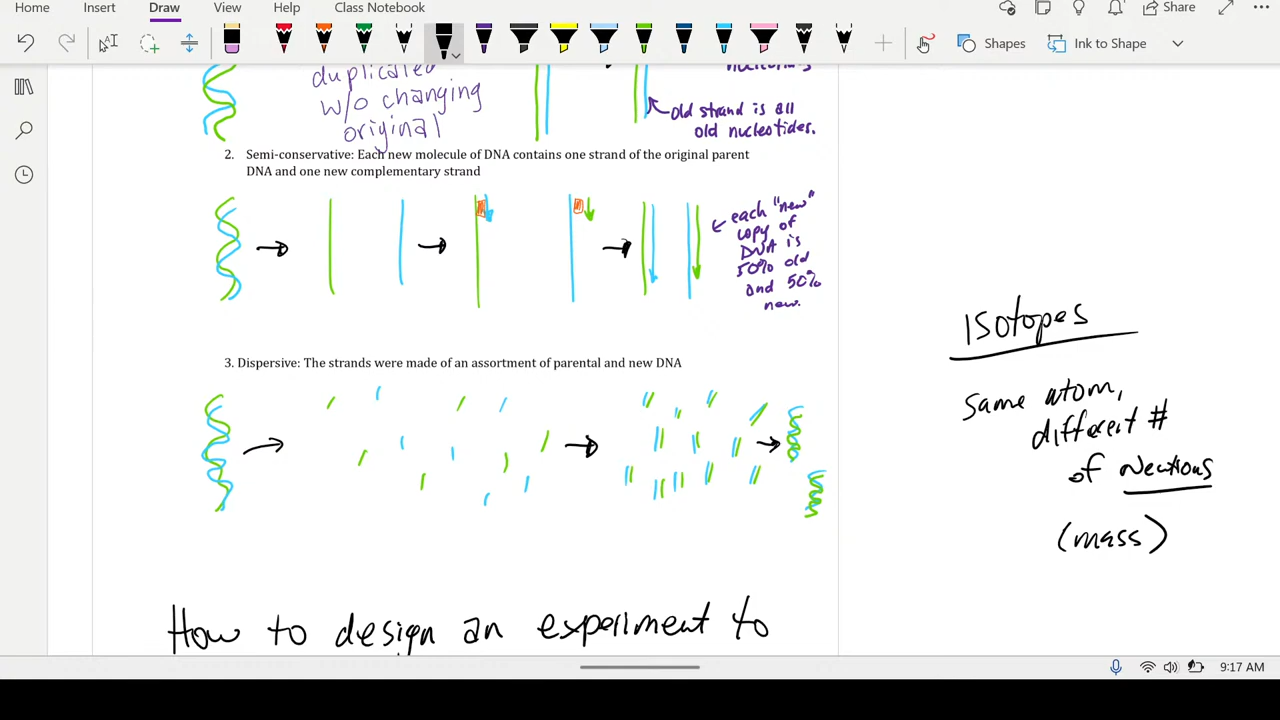 Home Insert Draw View Help Class Notebook
Share
Shapes
Ink to Shape
duplicated
w/o changing
original
old strand is all
old nucleotides.
2. Semi-conservative: Each new molecule of DNA contains one strand of the original parent
DNA and one new complementary strand
each "new"
copy of
DNA is
50% old
and 50%
new.
3. Dispersive: The strands were made of an assortment of parental and new DNA
Isotopes
same atom,
different #
of Neutrons
(mass)
How to design an experiment to
9:17 AM